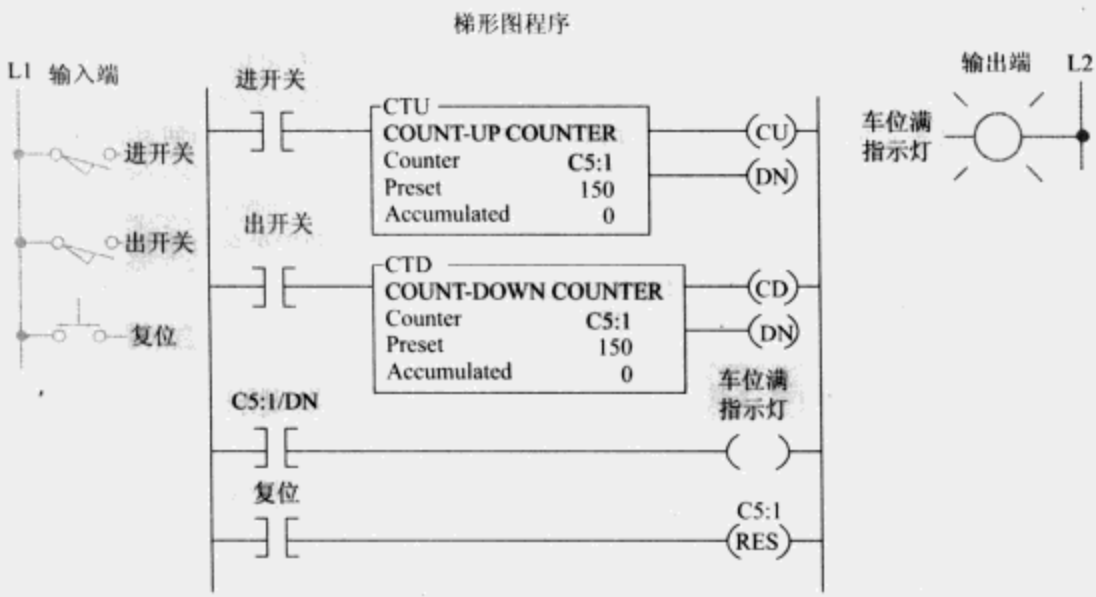 梯形图程序
L1 输入端
进开关
出开关
复位
进开关
CTU
COUNT-UP COUNTER
Counter C5:1
Preset 150
Accumulated 0
(CU)
(DN)
出开关
CTD
COUNT-DOWN COUNTER
Counter C5:1
Preset 150
Accumulated 0
(CD)
(DN)
C5:1/DN
车位满
指示灯
复位
C5:1
(RES)
输出端 L2
车位满
指示灯